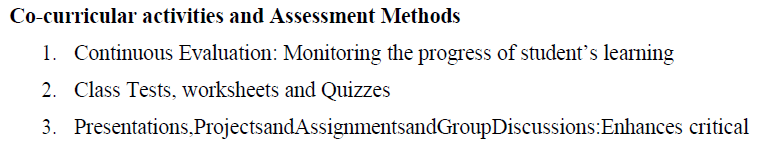 Co-curricular activities and Assessment Methods
1. Continuous Evaluation: Monitoring the progress of student's learning
2. Class Tests, worksheets and Quizzes
3. Presentations,ProjectsandAssignmentsandGroupDiscussions:Enhances critical